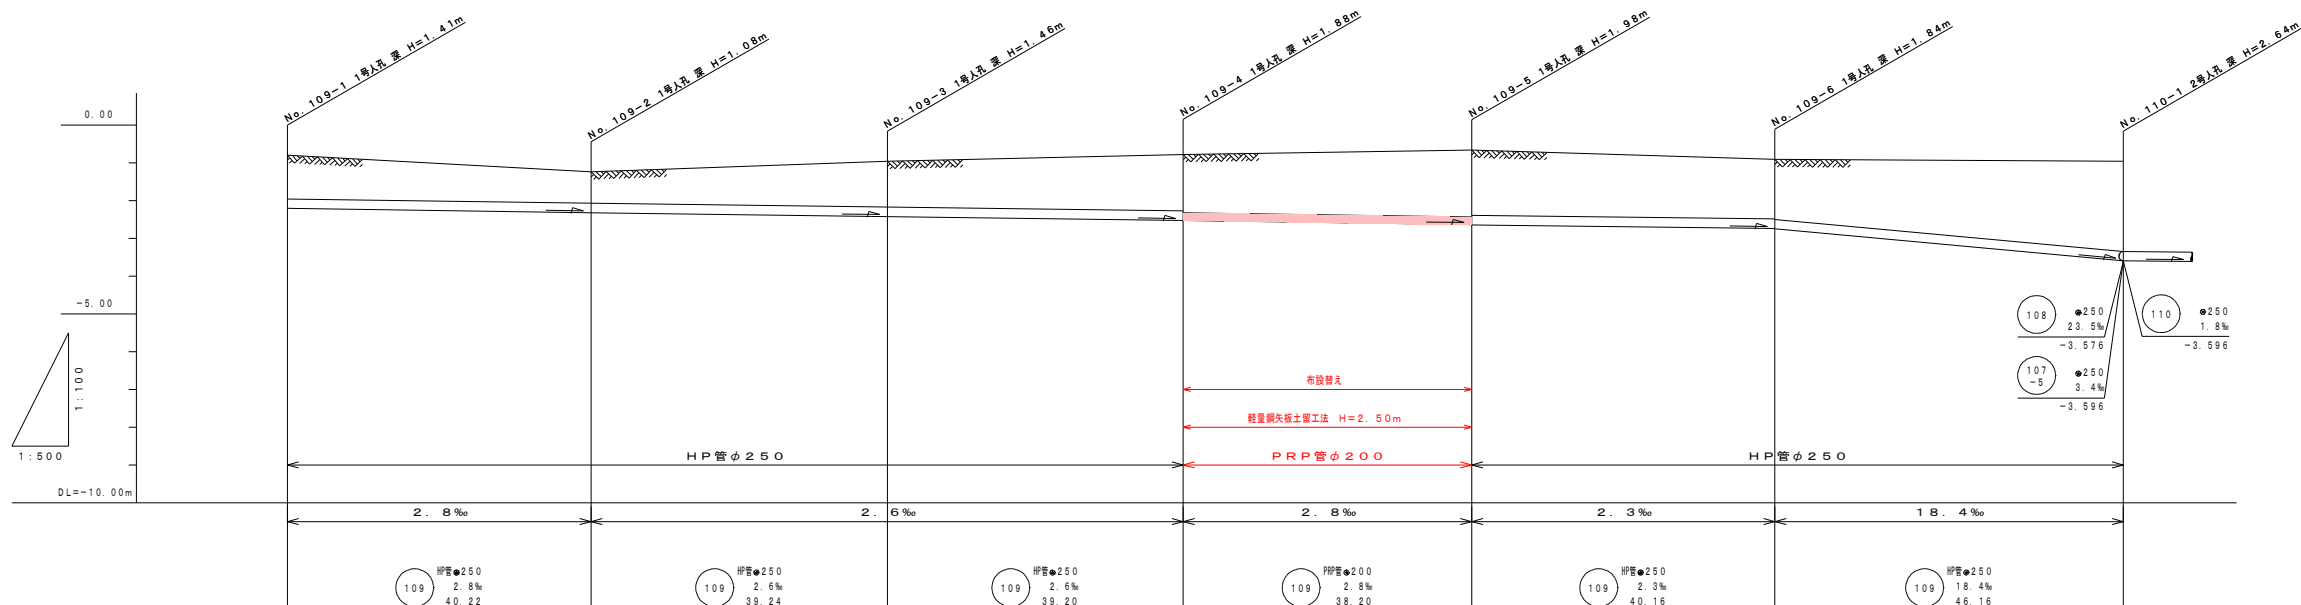 No. 109-1 1号人孔 深 H=1.41m
No. 109-2 1号人孔 深 H=1.08m
No. 109-3 1号人孔 深 H=1.46m
No. 109-4 1号人孔 深 H=1.88m
No. 109-5 1号人孔 深 H=1.98m
No. 109-6 1号人孔 深 H=1.84m
No. 110-1 2号人孔 深 H=2.64m
0.00
-5.00
1:100
1:500
DL=-10.00m
108
250
23.5‰
-3.576
107
-5
250
3.4‰
-3.596
110
250
1.8‰
-3.596
布設替え
軽量鋼矢板土留工法 H=2.50m
HP管φ250
PRP管φ200
HP管φ250
2.8‰
2.6‰
2.8‰
2.3‰
18.4‰
109
HP管 250
2.8‰
40.22
109
HP管 250
2.6‰
39.24
109
HP管 250
2.6‰
39.20
109
PRP管 200
2.8‰
38.20
109
HP管 250
2.3‰
40.16
109
HP管 250
18.4‰
46.16